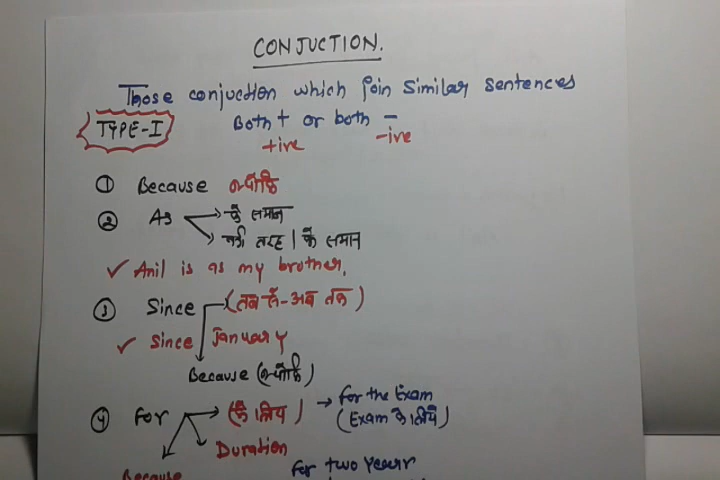 CONJUCTION.
Those conjuction which join similar sentences
TYPE-I Both + or both -
+ive -ive
① Because क्योंकि
② As के समान
की तरह | के समान
✓ Anil is as my brother.
③ Since (तब से - अब तक)
✓ Since January
Because (क्योंकि)
④ For (के लिये) → for the Exam
(Exam के लिये)
Duration
Because for two year